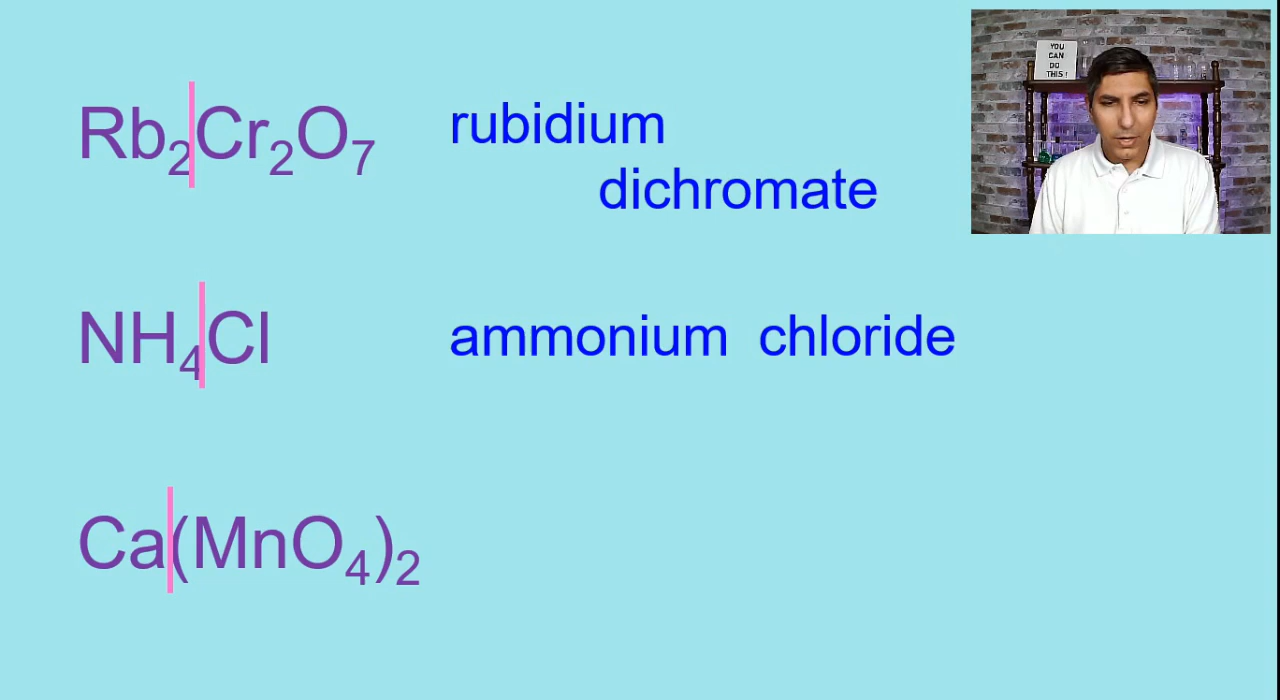 Rb₂Cr₂O₇ rubidium
dichromate
NH₄Cl ammonium chloride
Ca(MnO₄)₂
YOU
CAN
DO
THIS!